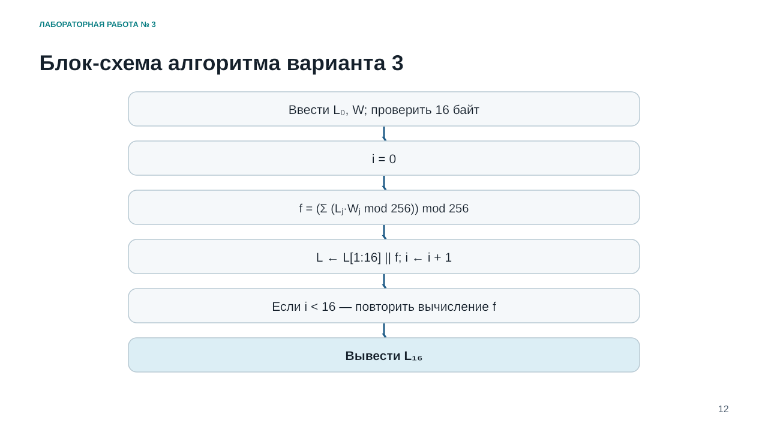 ЛАБОРАТОРНАЯ РАБОТА № 3
Блок-схема алгоритма варианта 3
Ввести L₀, W; проверить 16 байт
i = 0
f = (Σ (Lⱼ·Wⱼ mod 256)) mod 256
L ← L[1:16] || f; i ← i + 1
Если i < 16 — повторить вычисление f
Вывести L₁₆
12